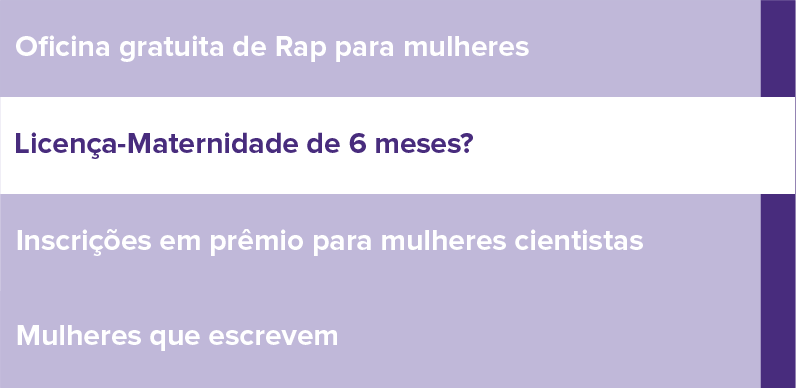 Oficina gratuita de Rap para mulheres
Licença-Maternidade de 6 meses?
Inscrições em prêmio para mulheres cientistas
Mulheres que escrevem